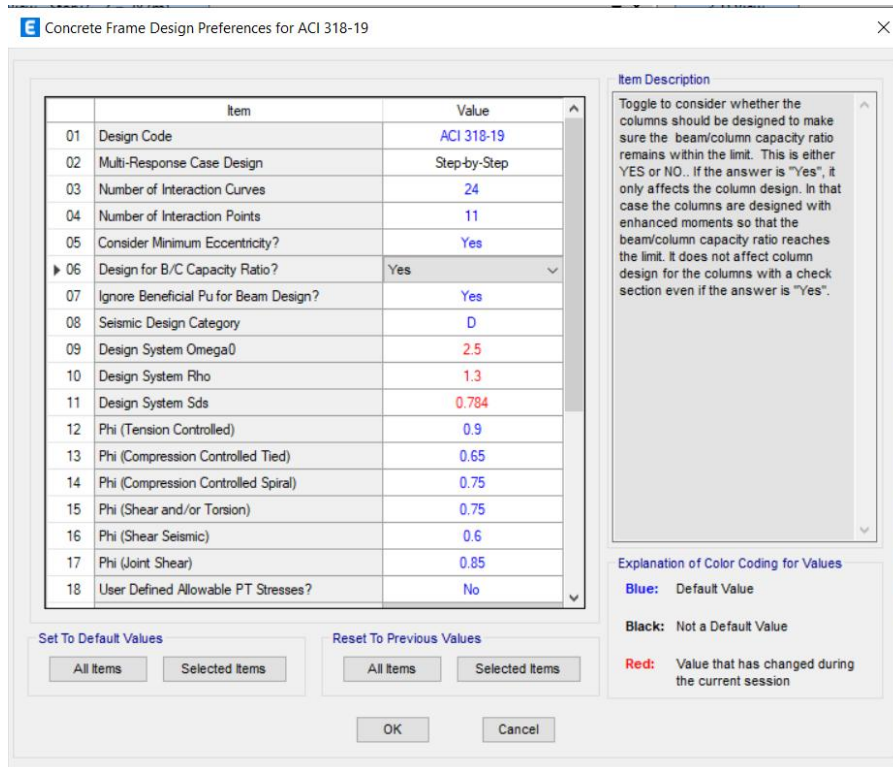 E Concrete Frame Design Preferences for ACI 318-19
Item Value
01 Design Code ACI 318-19
02 Multi-Response Case Design Step-by-Step
03 Number of Interaction Curves 24
04 Number of Interaction Points 11
05 Consider Minimum Eccentricity? Yes
06 Design for B/C Capacity Ratio? Yes
07 Ignore Beneficial Pu for Beam Design? Yes
08 Seismic Design Category D
09 Design System Omega0 2.5
10 Design System Rho 1.3
11 Design System Sds 0.784
12 Phi (Tension Controlled) 0.9
13 Phi (Compression Controlled Tied) 0.65
14 Phi (Compression Controlled Spiral) 0.75
15 Phi (Shear and/or Torsion) 0.75
16 Phi (Shear Seismic) 0.6
17 Phi (Joint Shear) 0.85
18 User Defined Allowable PT Stresses? No
Item Description
Toggle to consider whether the
columns should be designed to make
sure the beam/column capacity ratio
remains within the limit. This is either
YES or NO.. If the answer is "Yes", it
only affects the column design. In that
case the columns are designed with
enhanced moments so that the
beam/column capacity ratio reaches
the limit. It does not affect column
design for the columns with a check
section even if the answer is "Yes".
Explanation of Color Coding for Values
Blue: Default Value
Black: Not a Default Value
Red: Value that has changed during
the current session
Set To Default Values
All Items Selected Items
Reset To Previous Values
All Items Selected Items
OK Cancel